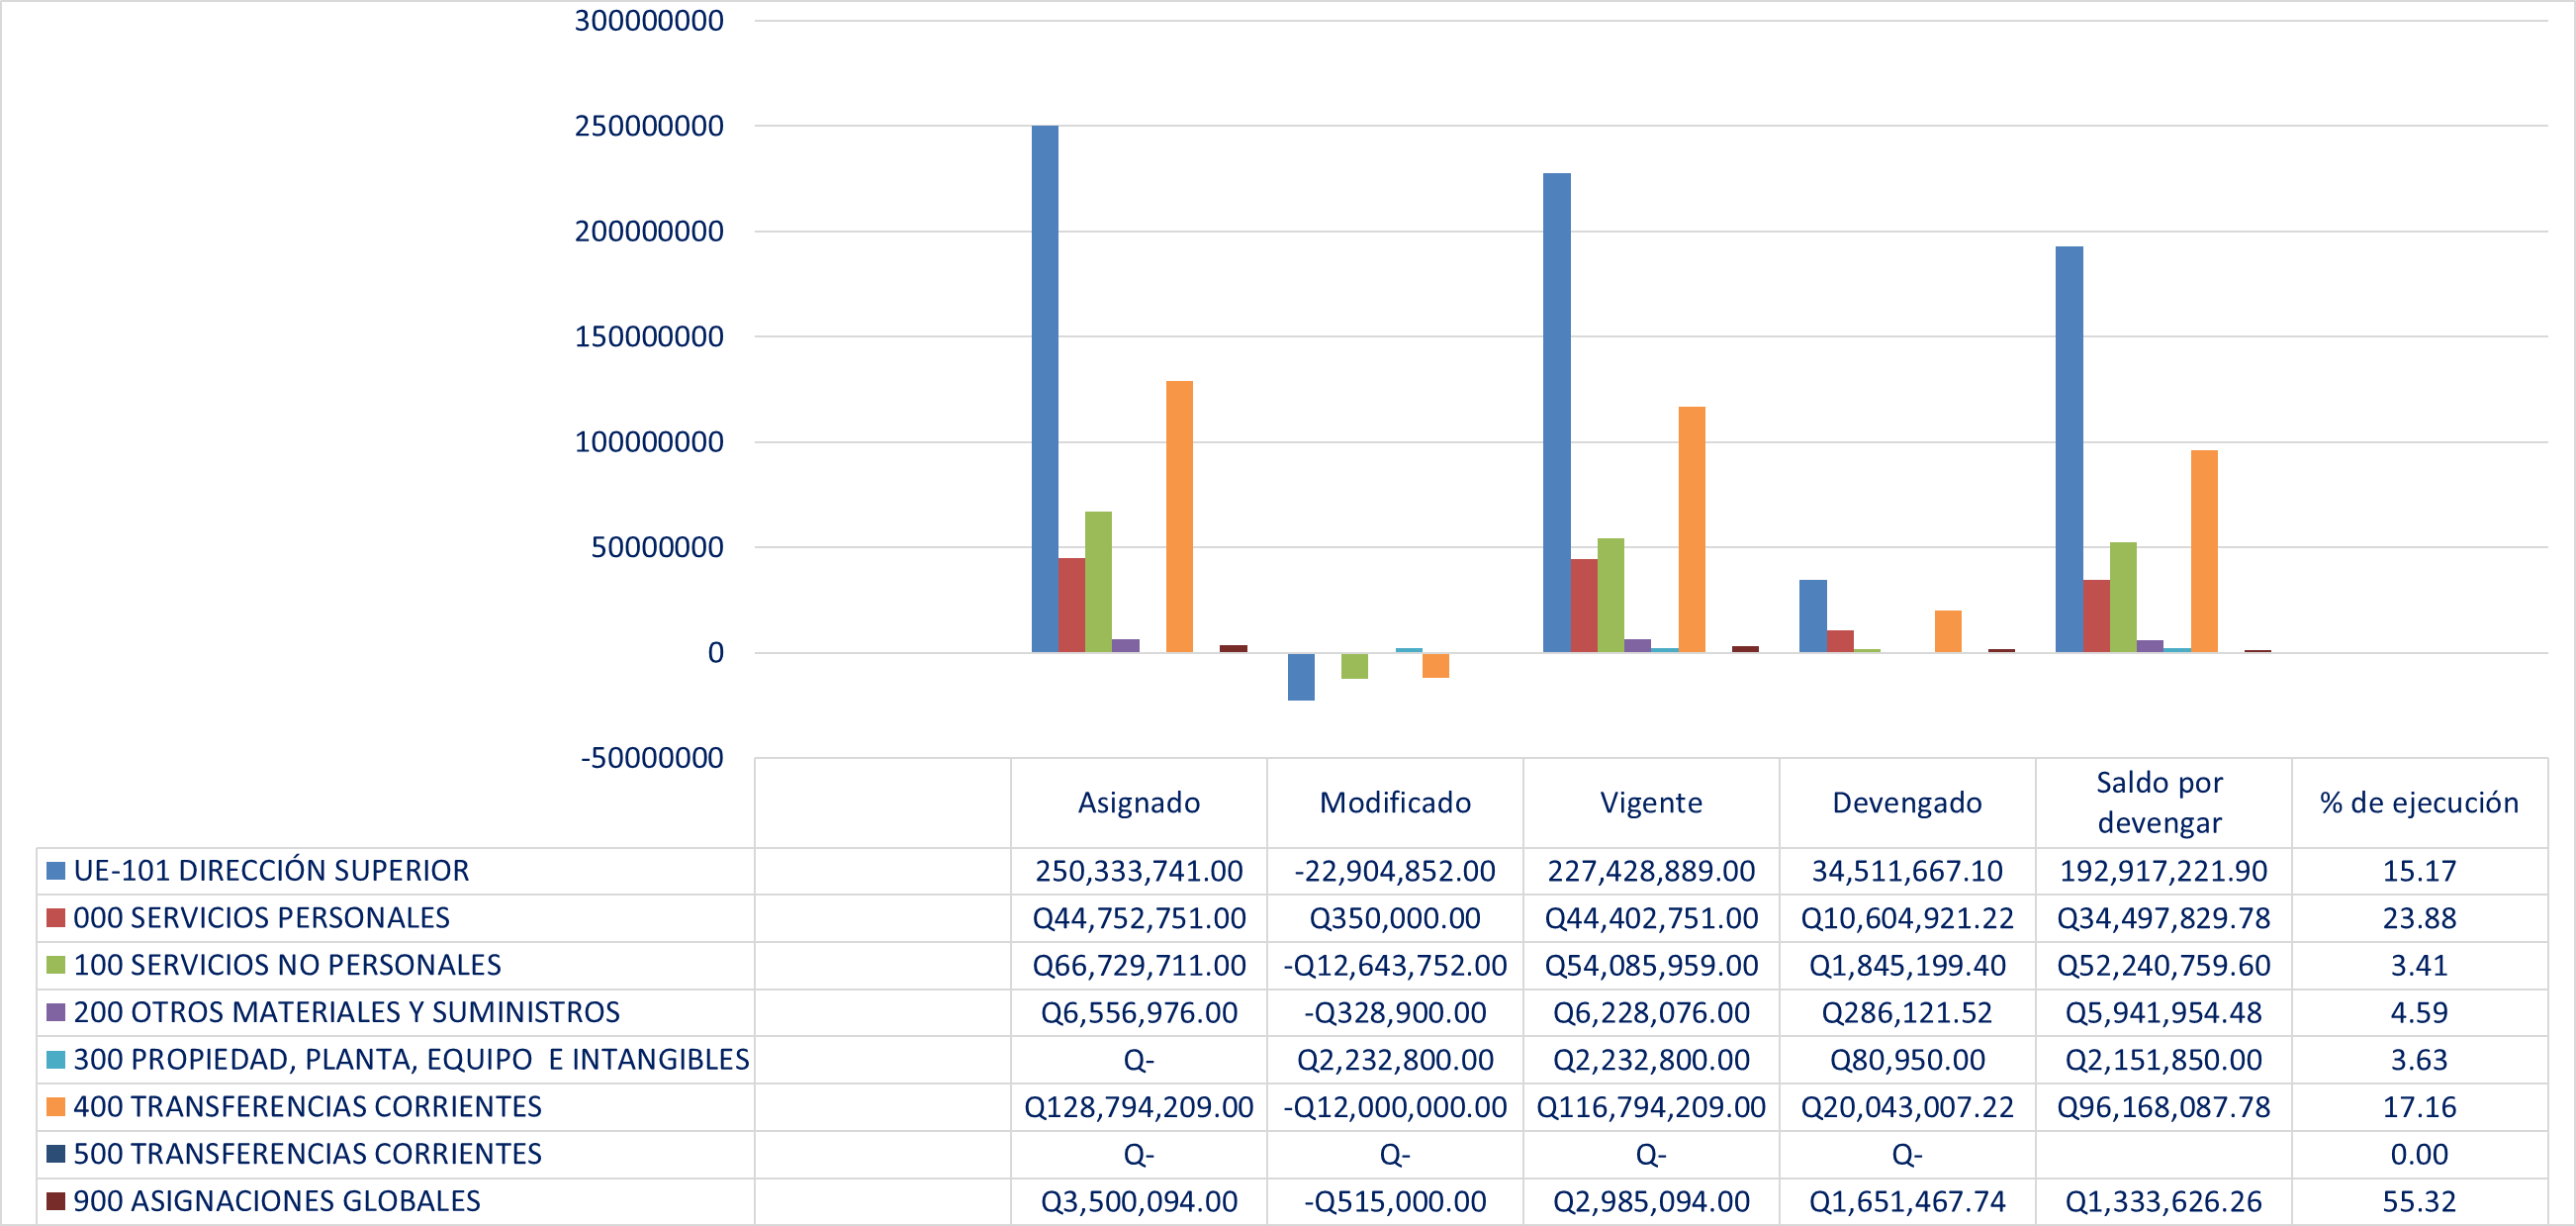 300000000
250000000
200000000
150000000
100000000
50000000
0
-50000000
Asignado Modificado Vigente Devengado Saldo por devengar % de ejecución
UE-101 DIRECCIÓN SUPERIOR 250,333,741.00 -22,904,852.00 227,428,889.00 34,511,667.10 192,917,221.90 15.17
000 SERVICIOS PERSONALES Q44,752,751.00 Q350,000.00 Q44,402,751.00 Q10,604,921.22 Q34,497,829.78 23.88
100 SERVICIOS NO PERSONALES Q66,729,711.00 -Q12,643,752.00 Q54,085,959.00 Q1,845,199.40 Q52,240,759.60 3.41
200 OTROS MATERIALES Y SUMINISTROS Q6,556,976.00 -Q328,900.00 Q6,228,076.00 Q286,121.52 Q5,941,954.48 4.59
300 PROPIEDAD, PLANTA, EQUIPO  E INTANGIBLES Q- Q2,232,800.00 Q2,232,800.00 Q80,950.00 Q2,151,850.00 3.63
400 TRANSFERENCIAS CORRIENTES Q128,794,209.00 -Q12,000,000.00 Q116,794,209.00 Q20,043,007.22 Q96,168,087.78 17.16
500 TRANSFERENCIAS CORRIENTES Q- Q- Q- Q- 0.00
900 ASIGNACIONES GLOBALES Q3,500,094.00 -Q515,000.00 Q2,985,094.00 Q1,651,467.74 Q1,333,626.26 55.32